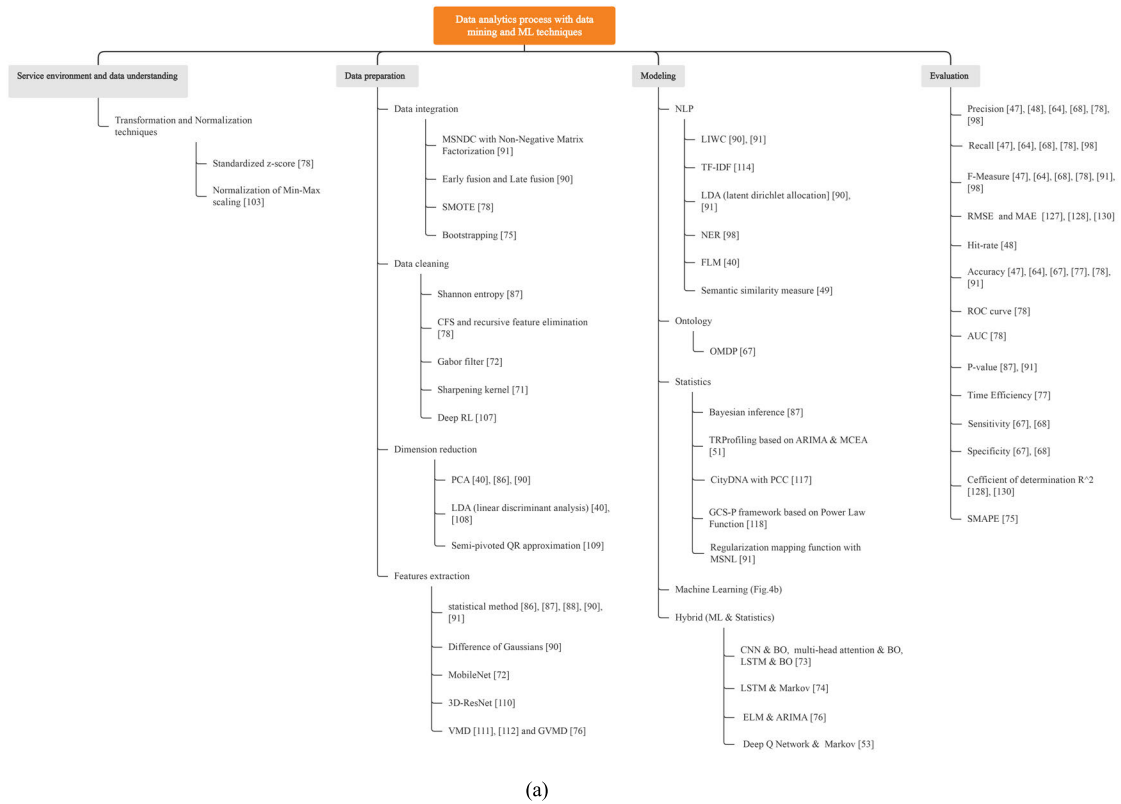 Data analytics process with data
mining and ML techniques
Service environment and data understanding
Transformation and Normalization
techniques
Standardized z-score [78]
Normalization of Min-Max
scaling [103]
Data preparation
Data integration
MSNDC with Non-Negative Matrix
Factorization [91]
Early fusion and Late fusion [90]
SMOTE [78]
Bootstrapping [75]
Data cleaning
Shannon entropy [87]
CFS and recursive feature elimination
[78]
Gabor filter [72]
Sharpening kernel [71]
Deep RL [107]
Dimension reduction
PCA [40], [86], [90]
LDA (linear discriminant analysis) [40],
[108]
Semi-pivoted QR approximation [109]
Features extraction
statistical method [86], [87], [88], [90],
[91]
Difference of Gaussians [90]
MobileNet [72]
3D-ResNet [110]
VMD [111], [112] and GVMD [76]
Modeling
NLP
LIWC [90], [91]
TF-IDF [114]
LDA (latent dirichlet allocation] [90],
[91]
NER [98]
FLM [40]
Semantic similarity measure [49]
Ontology
OMDP [67]
Statistics
Bayesian inference [87]
TRProfiling based on ARIMA & MCEA
[51]
CityDNA with PCC [117]
GCS-P framework based on Power Law
Function [118]
Regularization mapping function with
MSNL [91]
Machine Learning (Fig.4b)
Hybrid (ML & Statistics)
CNN & BO, multi-head attention & BO,
LSTM & BO [73]
LSTM & Markov [74]
ELM & ARIMA [76]
Deep Q Network & Markov [53]
Evaluation
Precision [47], [48], [64], [68], [78],
[98]
Recall [47], [64], [68], [78], [98]
F-Measure [47], [64], [68], [78], [91],
[98]
RMSE and MAE [127], [128], [130]
Hit-rate [48]
Accuracy [47], [64], [67], [77], [78],
[91]
ROC curve [78]
AUC [78]
P-value [87], [91]
Time Efficiency [77]
Sensitivity [67], [68]
Specificity [67], [68]
Cefficient of determination R^2
[128], [130]
SMAPE [75]
(a)